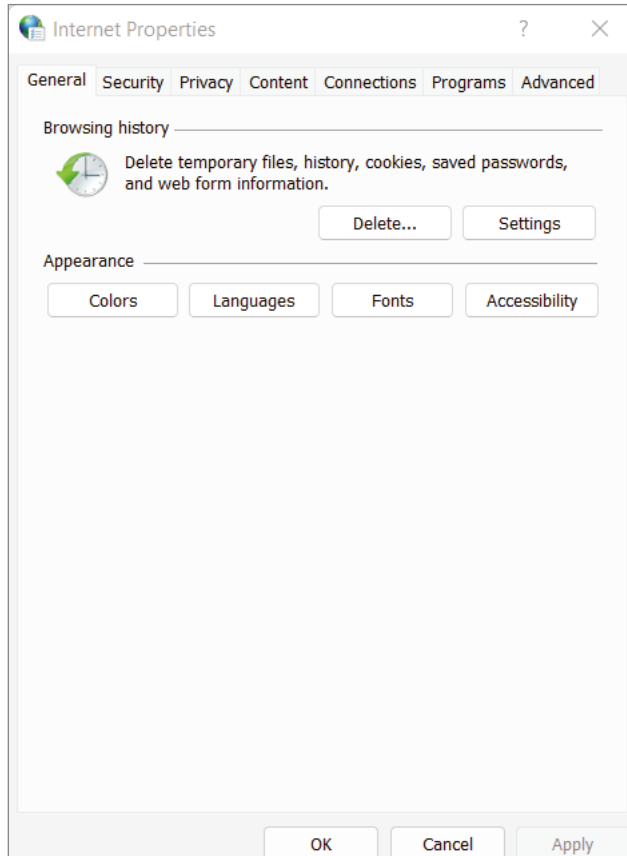 Internet Properties
?
General Security Privacy Content Connections Programs Advanced
Browsing history
Delete temporary files, history, cookies, saved passwords,
and web form information.
Delete... Settings
Appearance
Colors Languages Fonts Accessibility
OK Cancel Apply